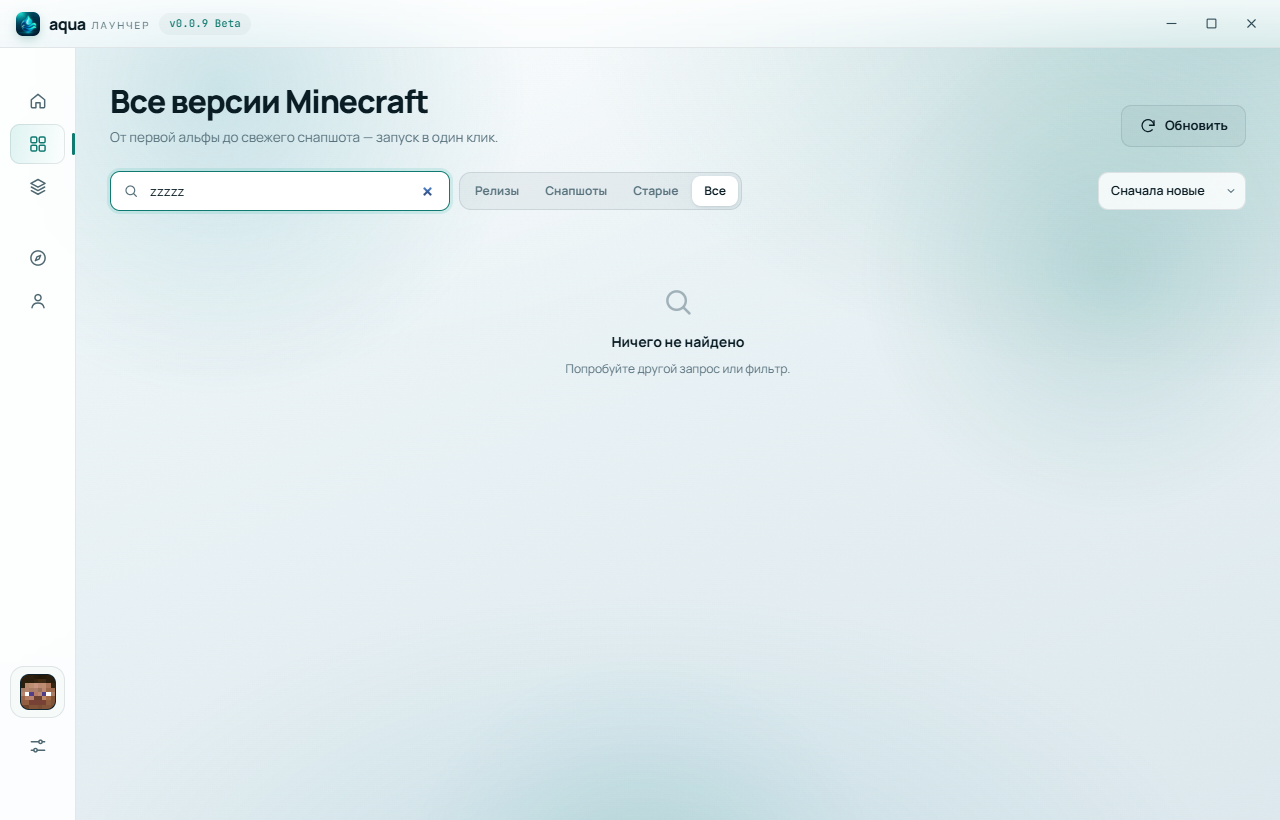 aqua ЛАУНЧЕР v0.0.9 Beta
Все версии Minecraft
От первой альфы до свежего снапшота — запуск в один клик.
Обновить
zzzzz
Релизы Снапшоты Старые Все
Сначала новые
Ничего не найдено
Попробуйте другой запрос или фильтр.